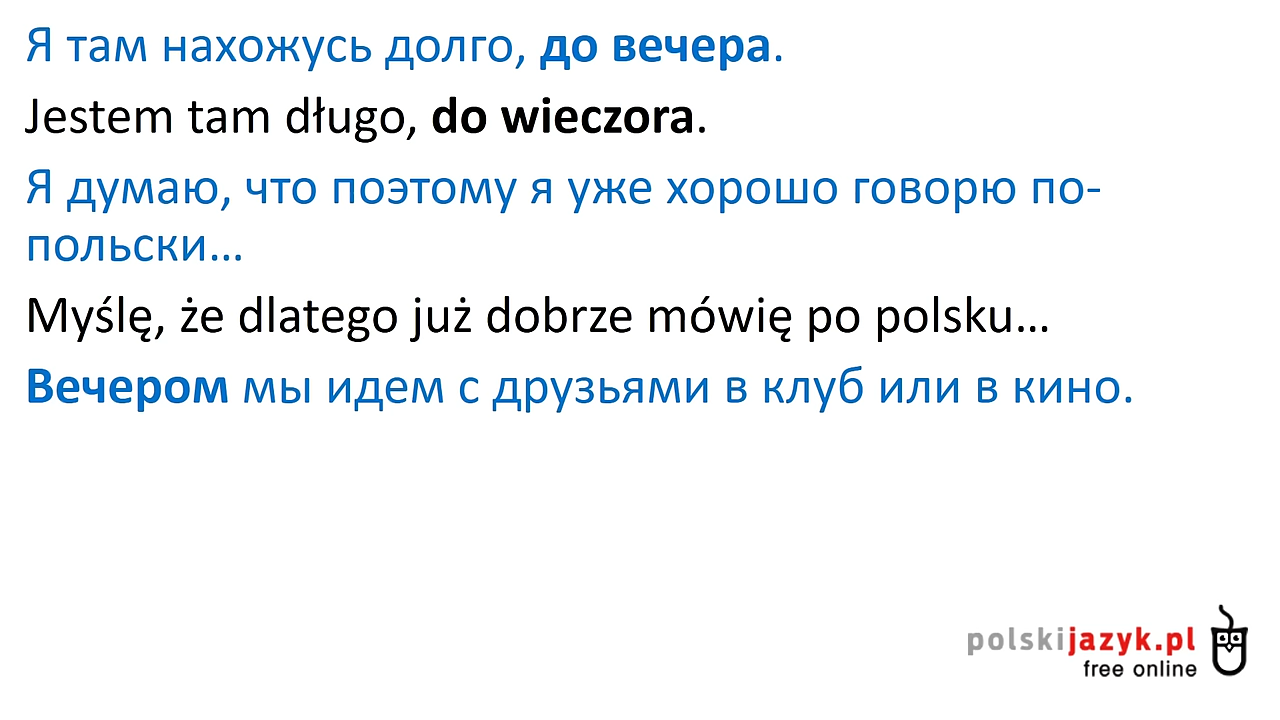 Я там нахожусь долго, до вечера.
Jestem tam długo, do wieczora.
Я думаю, что поэтому я уже хорошо говорю по-
польски...
Myślę, że dlatego już dobrze mówię po polsku...
Вечером мы идем с друзьями в клуб или в кино.
polskijazyk.pl
free online